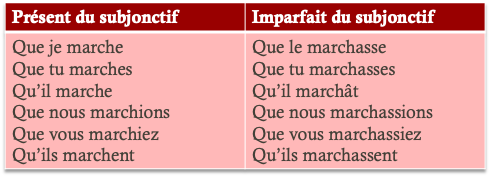 Présent du subjonctif Imparfait du subjonctif
Que je marche Que le marchasse
Que tu marches Que tu marchasses
Qu'il marche Qu'il marchât
Que nous marchions Que nous marchassions
Que vous marchiez Que vous marchassiez
Qu'ils marchent Qu'ils marchassent